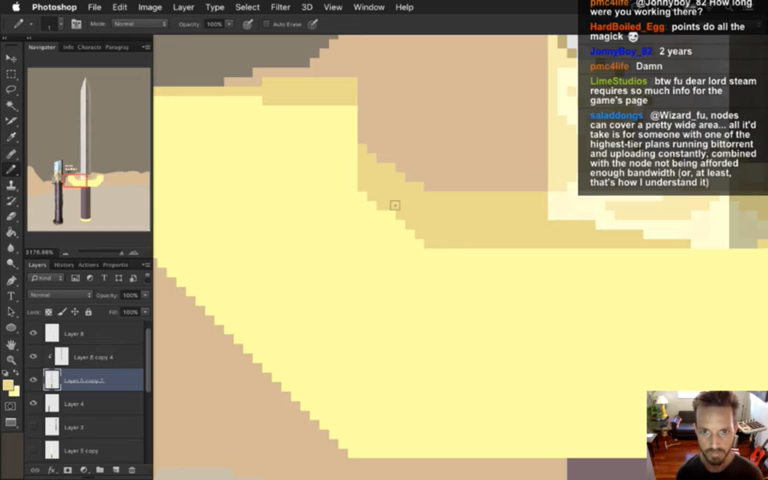 Photoshop File Edit Image Layer Type Select Filter 3D View Window Help
Mode: Normal Opacity: 100% Auto Erase
Navigator Info Characte Paragraj
Layers History Actions Propertie
Kind
Normal Opacity: 100%
Lock: Fill: 100%
Layer 8
Layer 8 copy 4
Layer 4
Layer 3
Layer 5 copy
pmc4life @Jonnyboy_82 How long
were you working there?
HardBoiled_Egg: points do all the
magick
JonnyBoy_82: 2 years
pmc4life Damn
LimeStudios btw fu dear lord steam
requires so much info for the
game's page
saladdongs @Wizard_fu, nodes
can cover a pretty wide area... all it'd
take is for someone with one of the
highest-tier plans running bittorrent
and uploading constantly, combined
with the node not being afforded
enough bandwidth (or, at least,
that's how I understand it)